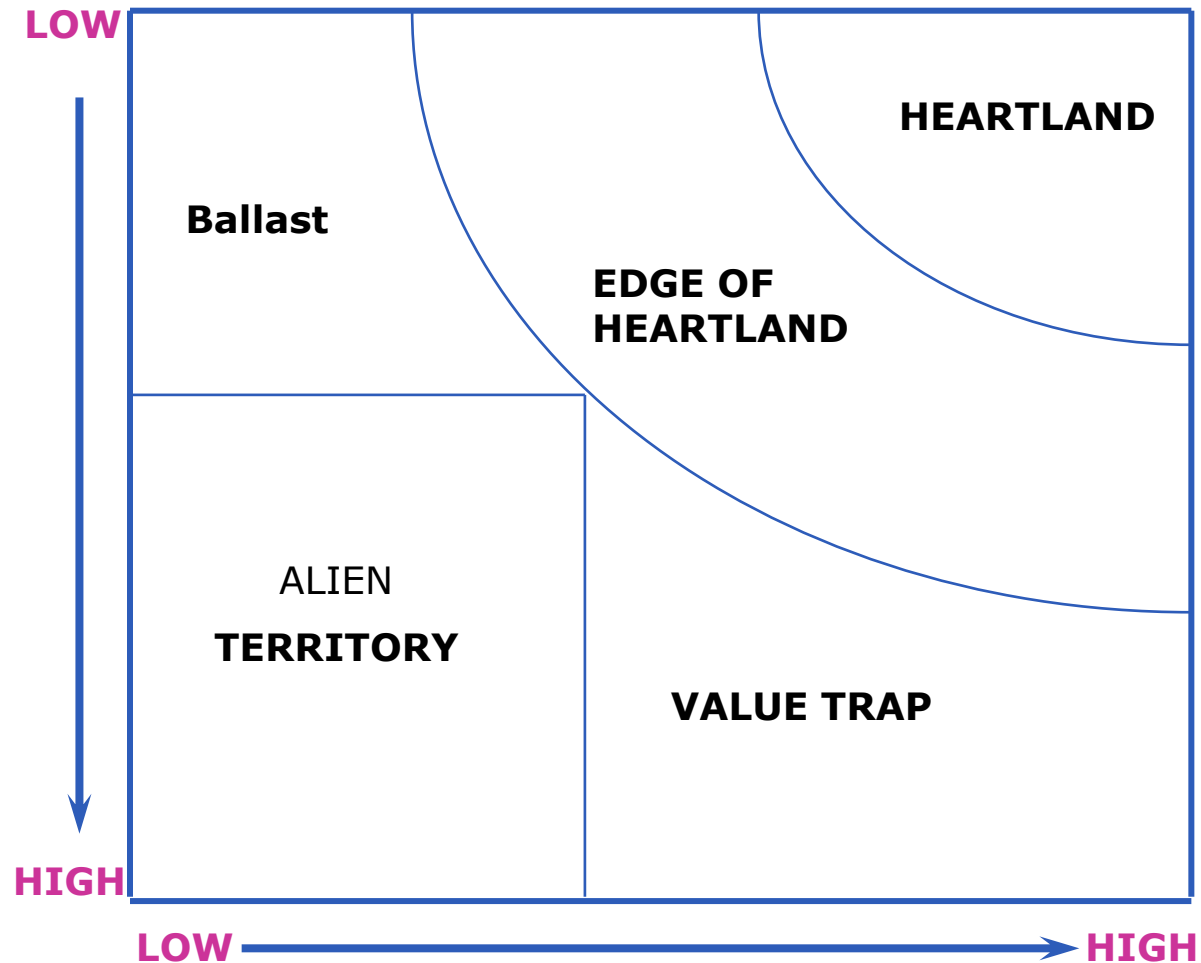 LOW
HEARTLAND
Ballast
EDGE OF
HEARTLAND
ALIEN
TERRITORY
VALUE TRAP
HIGH
LOW
HIGH